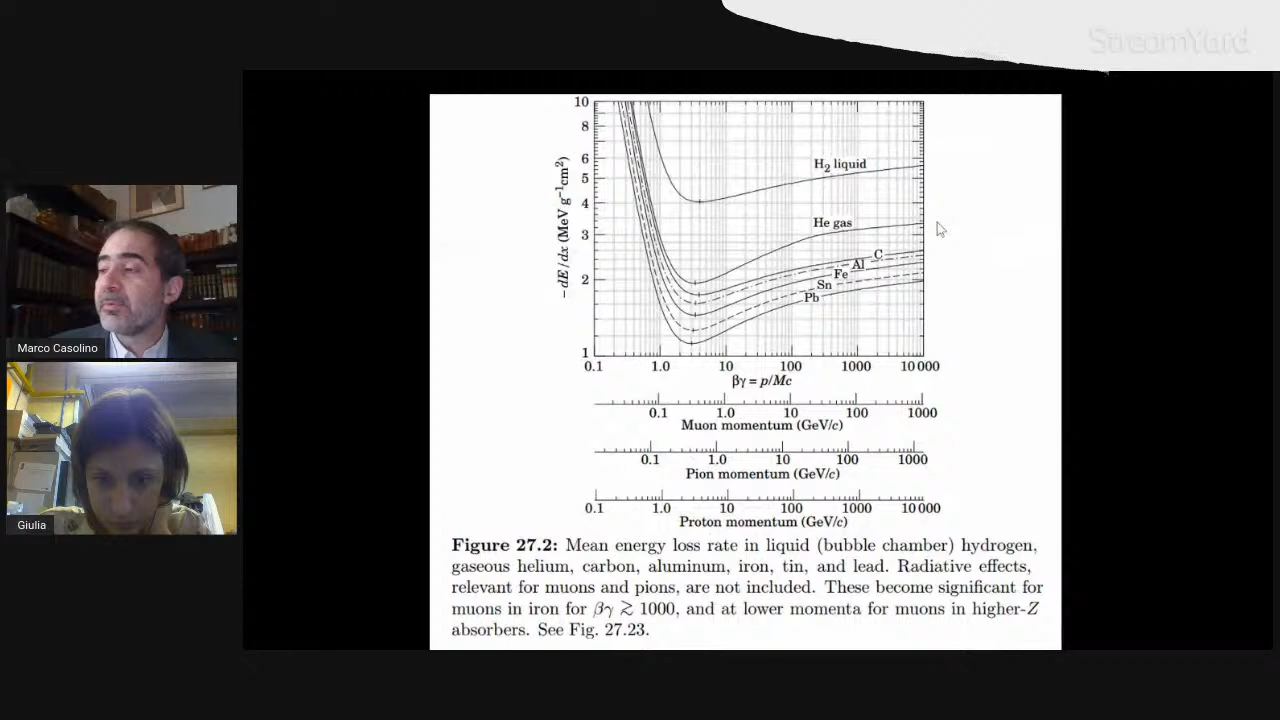 StreamYard
10
8
6
5
4
3
2
1
− dE/dx (MeV g⁻¹cm²)
H₂ liquid
He gas
C
Al
Fe
Sn
Pb
0.1 1.0 10 100 1000 10000
βγ = p/Mc
0.1 1.0 10 100 1000
Muon momentum (GeV/c)
0.1 1.0 10 100 1000
Pion momentum (GeV/c)
0.1 1.0 10 100 1000 10000
Proton momentum (GeV/c)
Figure 27.2: Mean energy loss rate in liquid (bubble chamber) hydrogen,
gaseous helium, carbon, aluminum, iron, tin, and lead. Radiative effects,
relevant for muons and pions, are not included. These become significant for
muons in iron for βγ ≳ 1000, and at lower momenta for muons in higher-Z
absorbers. See Fig. 27.23.
Marco Casolino
Giulia